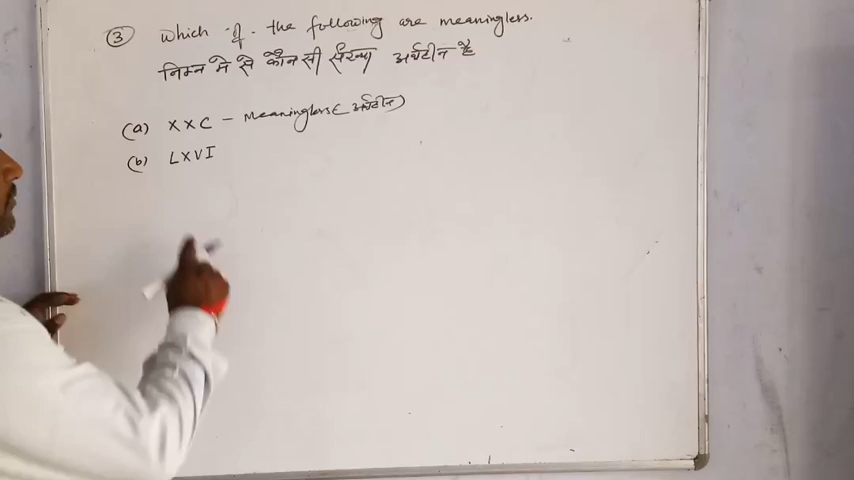 ③ which of the following are meaningless.
निम्न मे से कौन सी संख्या अर्थहीन है
(a) XXC - Meaningless (अर्थहीन)
(b) LXVI